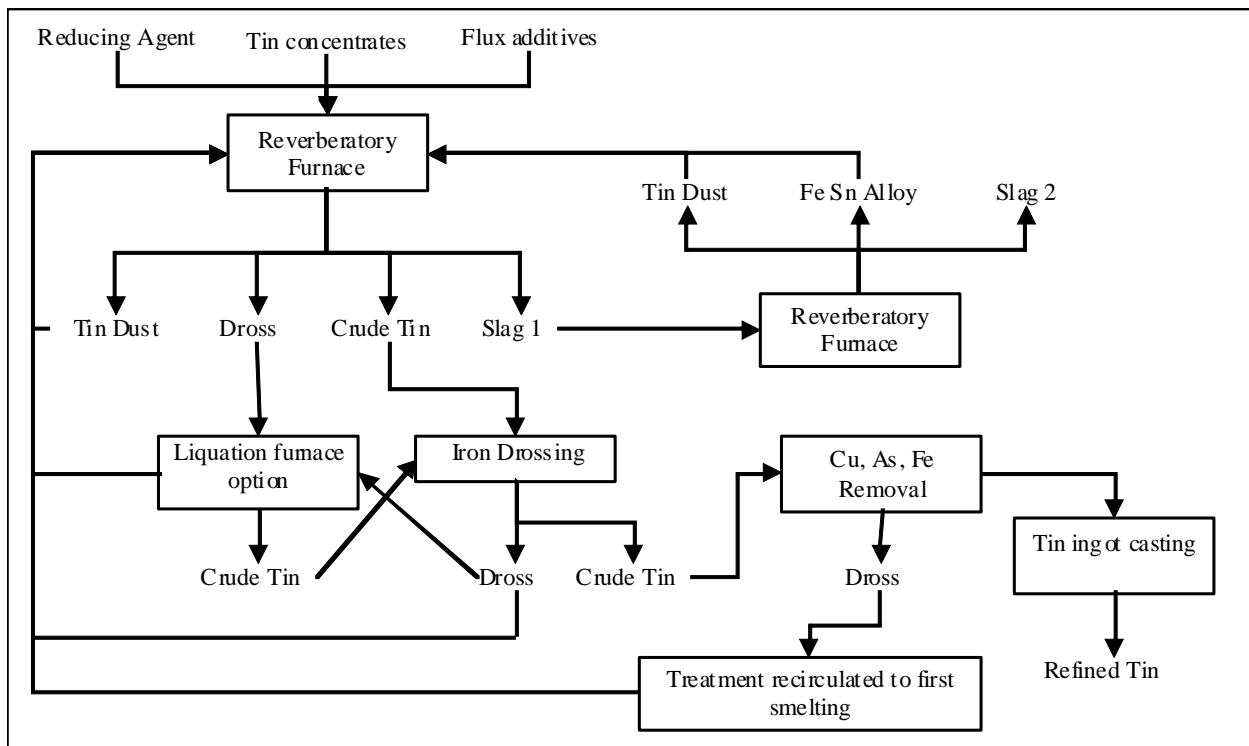 Reducing Agent
Tin concentrates
Flux additives
Reverberatory
Furnace
Tin Dust
Fe Sn Alloy
Slag 2
Tin Dust
Dross
Crude Tin
Slag 1
Reverberatory
Furnace
Liquation furnace
option
Iron Drossing
Cu, As, Fe
Removal
Tin ingot casting
Crude Tin
Dross
Crude Tin
Dross
Refined Tin
Treatment recirculated to first
smelting